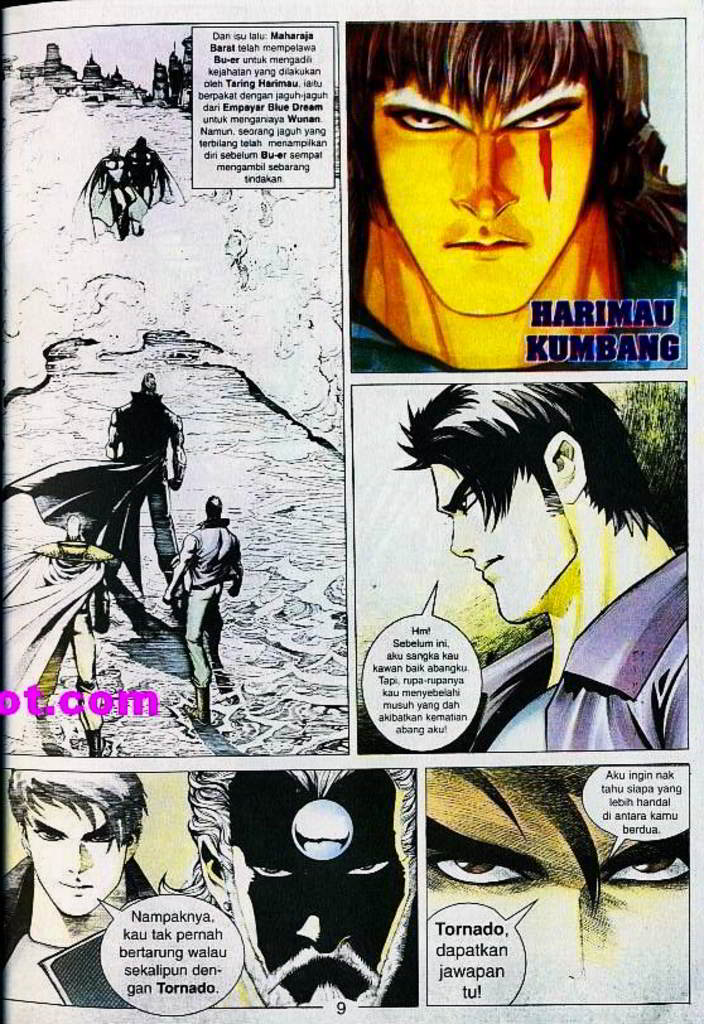 Dari isu lalu: Maharaja
Barat telah mempelawa
Bu-er untuk mengadili
kejahatan yang dilakukan
oleh Taring Harimau, iaitu
berpakat dengan jaguh-jaguh
dari Empayar Blue Dream
untuk menganiaya Wunan.
Namun, seorang jaguh yang
terbilang telah menampilkan
diri sebelum Bu-er sempat
mengambil sebarang
tindakan.
HARIMAU
KUMBANG
Hm!
Sebelum ini,
aku sangka kau
kawan baik abangku.
Tapi, rupa-rupanya
kau menyebelahi
musuh yang dah
akibatkan kematian
abang aku!
ot.com
Nampaknya,
kau tak pernah
bertarung walau
sekalipun den-
gan Tornado.
Aku ingin nak
tahu siapa yang
lebih handal
di antara kamu
berdua.
Tornado,
dapatkan
jawapan
tu!
9